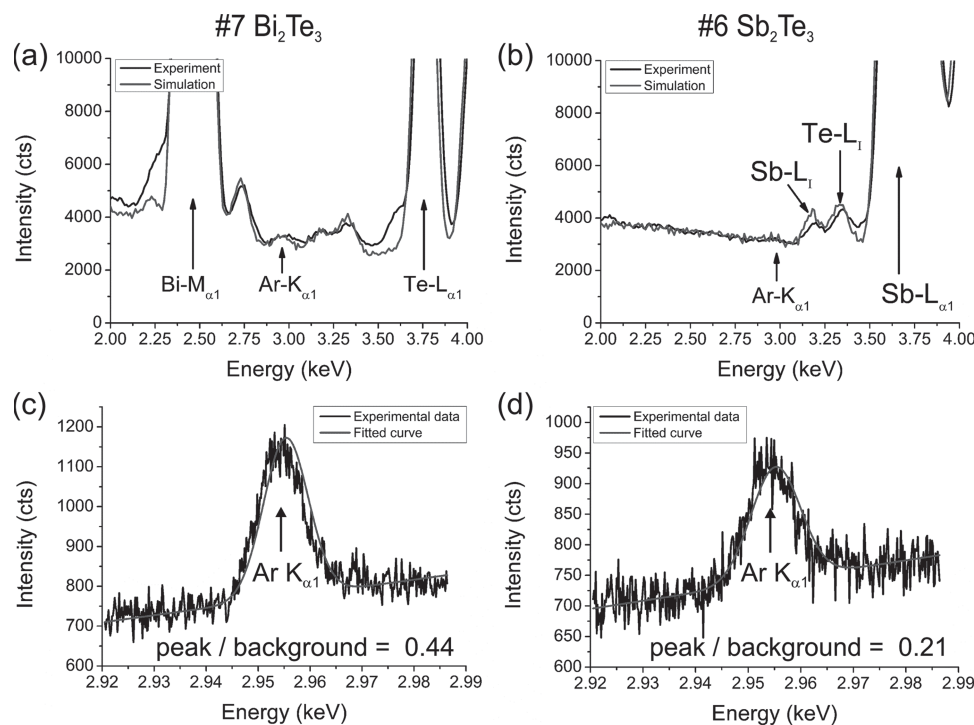 #7 Bi₂Te₃
#6 Sb₂Te₃
(a)
Experiment
Simulation
Intensity (cts)
10000
8000
6000
4000
2000
0
Bi-Mα1
Ar-Kα1
Te-Lα1
2.00 2.25 2.50 2.75 3.00 3.25 3.50 3.75 4.00
Energy (keV)
(b)
Experiment
Simulation
Intensity (cts)
10000
8000
6000
4000
2000
0
Te-LI
Sb-LI
Ar-Kα1
Sb-Lα1
2.00 2.25 2.50 2.75 3.00 3.25 3.50 3.75 4.00
Energy (keV)
(c)
Experimental data
Fitted curve
Intensity (cts)
1200
1100
1000
900
800
700
600
Ar Kα1
peak / background = 0.44
2.92 2.93 2.94 2.95 2.96 2.97 2.98 2.99
Energy (keV)
(d)
Experimental data
Fitted curve
Intensity (cts)
1000
950
900
850
800
750
700
650
600
Ar Kα1
peak / background = 0.21
2.92 2.93 2.94 2.95 2.96 2.97 2.98 2.99
Energy (keV)